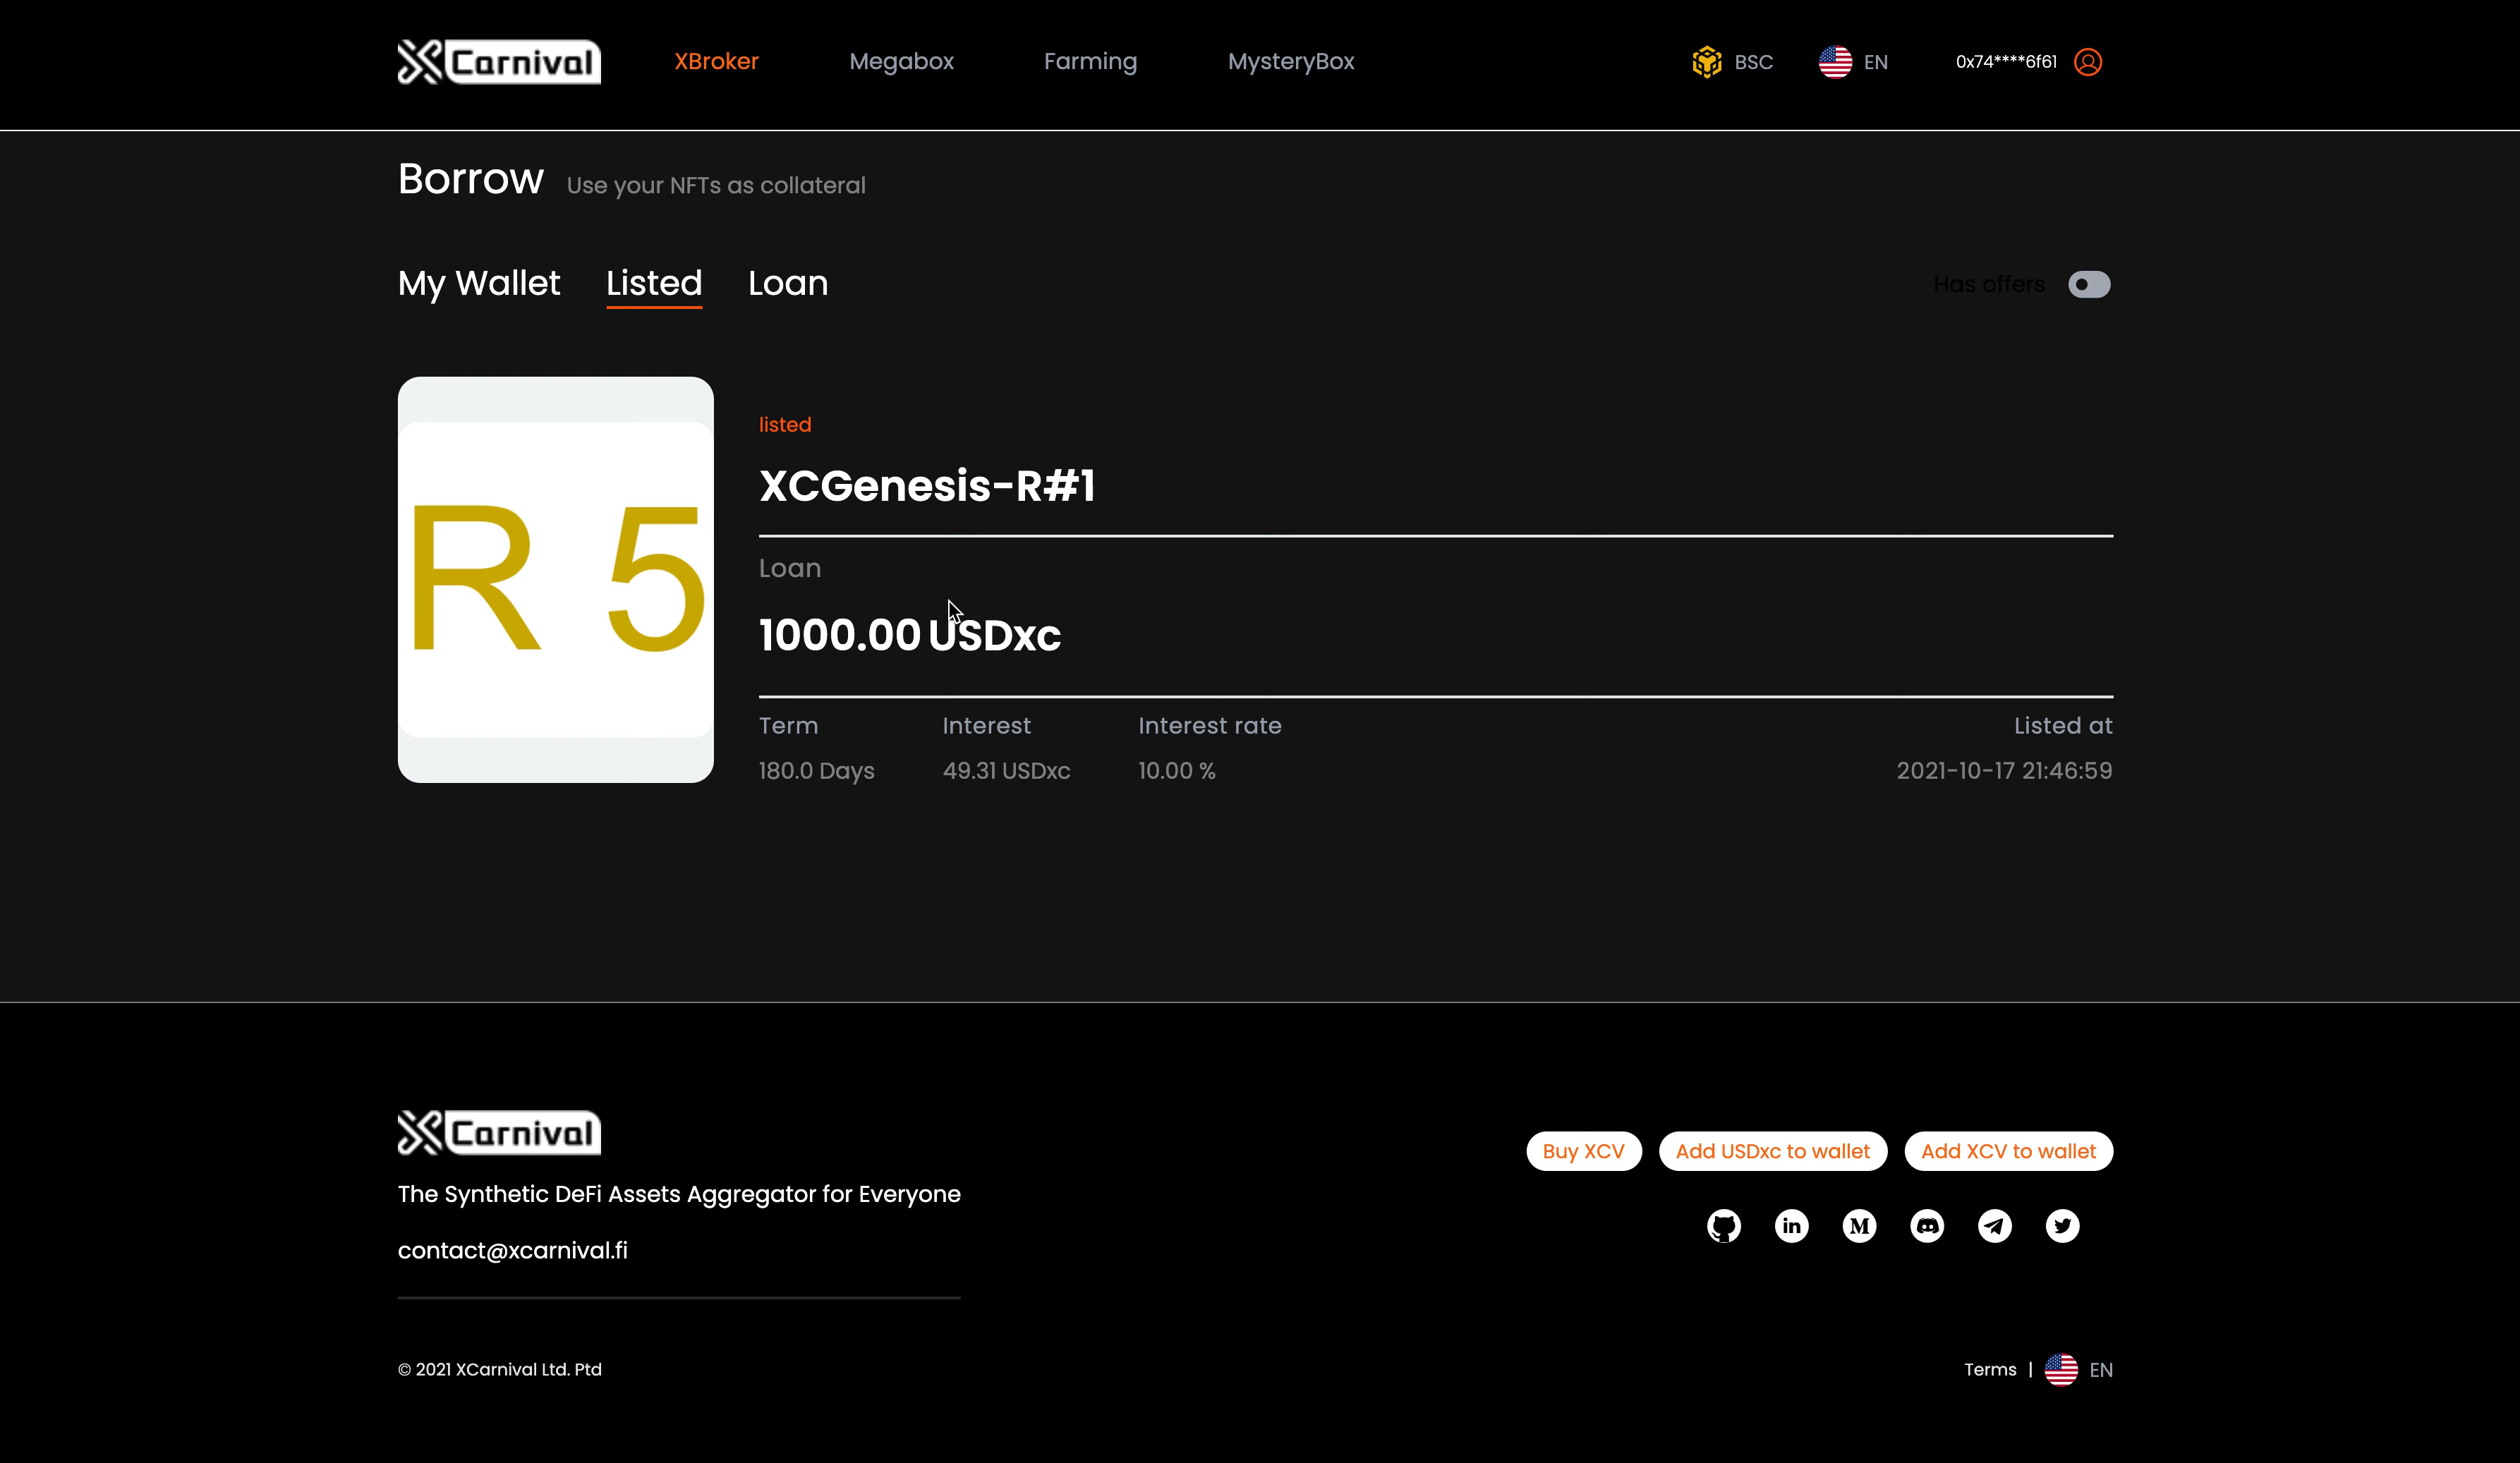 XCarnival XBroker Megabox Farming MysteryBox BSC EN 0x74****6f61
Borrow Use your NFTs as collateral
My Wallet Listed Loan Has offers
R 5
listed
XCGenesis-R#1
Loan
1000.00 USDxc
Term Interest Interest rate Listed at
180.0 Days 49.31 USDxc 10.00 % 2021-10-17 21:46:59
XCarnival
Buy XCV Add USDxc to wallet Add XCV to wallet
The Synthetic DeFi Assets Aggregator for Everyone
in M
contact@xcarnival.fi
© 2021 XCarnival Ltd. Ptd Terms | EN